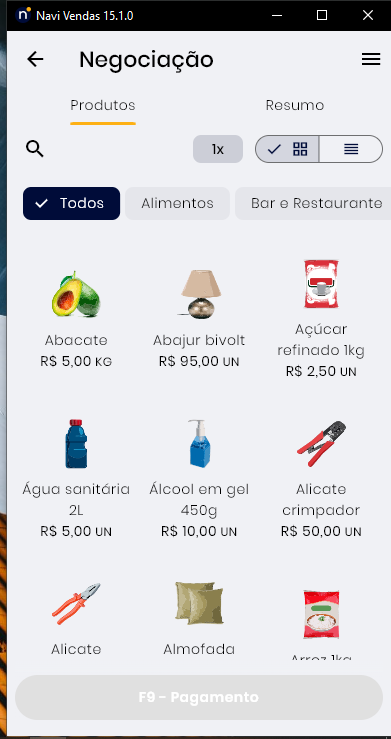 Navi Vendas 15.1.0
Negociação
Produtos Resumo
1x
Todos Alimentos Bar e Restaurante
Abacate
R$ 5,00 KG
Abajur bivolt
R$ 95,00 UN
Açúcar
refinado 1kg
R$ 2,50 UN
Água sanitária
2L
R$ 5,00 UN
Álcool em gel
450g
R$ 10,00 UN
Alicate
crimpador
R$ 50,00 UN
Alicate
Almofada
Arroz 1kg
F9 - Pagamento